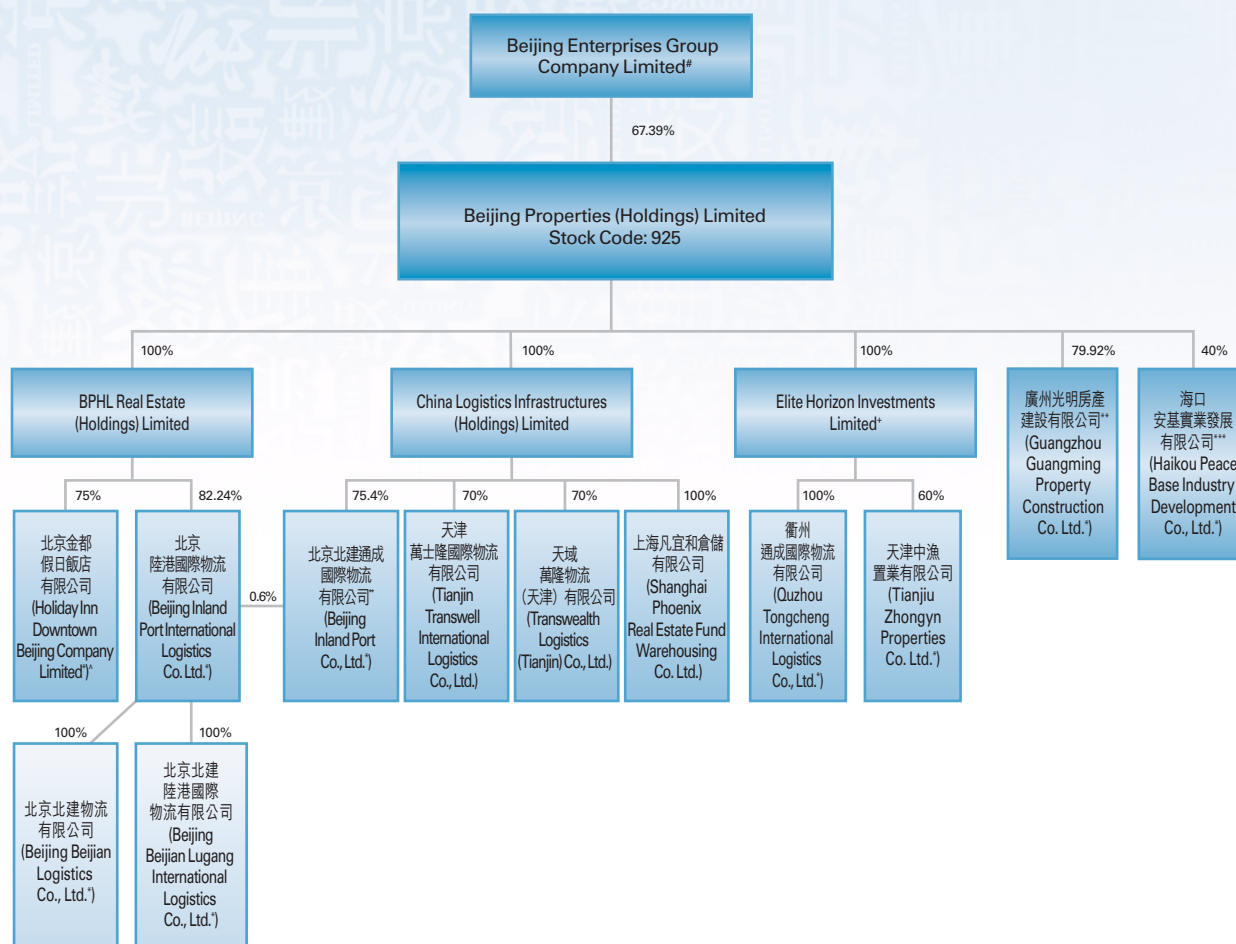 Beijing Enterprises Group
Company Limited#
67.39%
Beijing Properties (Holdings) Limited
Stock Code: 925
100%
100%
100%
79.92%
40%
BPHL Real Estate
(Holdings) Limited
China Logistics Infrastructures
(Holdings) Limited
Elite Horizon Investments
Limited+
廣州光明房產
建設有限公司**
(Guangzhou
Guangming
Property
Construction
Co. Ltd.*)
海口
安基實業發展
有限公司***
(Haikou Peace
Base Industry
Development
Co., Ltd.*)
75%
82.24%
75.4%
70%
70%
100%
100%
60%
北京金都
假日飯店
有限公司
(Holiday Inn
Downtown
Beijing Company
Limited*)^
北京
陸港國際物流
有限公司
(Beijing Inland
Port International
Logistics
Co. Ltd.*)
0.6%
北京北建通成
國際物流
有限公司**
(Beijing
Inland Port
Co., Ltd.*)
天津
萬士隆國際物流
有限公司
(Tianjin
Transwell
International
Logistics
Co., Ltd.)
天域
萬隆物流
（天津）有限公司
(Transwealth
Logistics
(Tianjin) Co., Ltd.)
上海凡宜和倉儲
有限公司
(Shanghai
Phoenix
Real Estate Fund
Warehousing
Co. Ltd.)
衢州
通成國際物流
有限公司
(Quzhou
Tongcheng
International
Logistics
Co., Ltd.*)
天津中漁
置業有限公司
(Tianjiu
Zhongyn
Properties
Co. Ltd.*)
100%
100%
北京北建物流
有限公司
(Beijing Beijian
Logistics
Co., Ltd.*)
北京北建
陸港國際
物流有限公司
(Beijing
Beijian Lugang
International
Logistics
Co., Ltd.*)